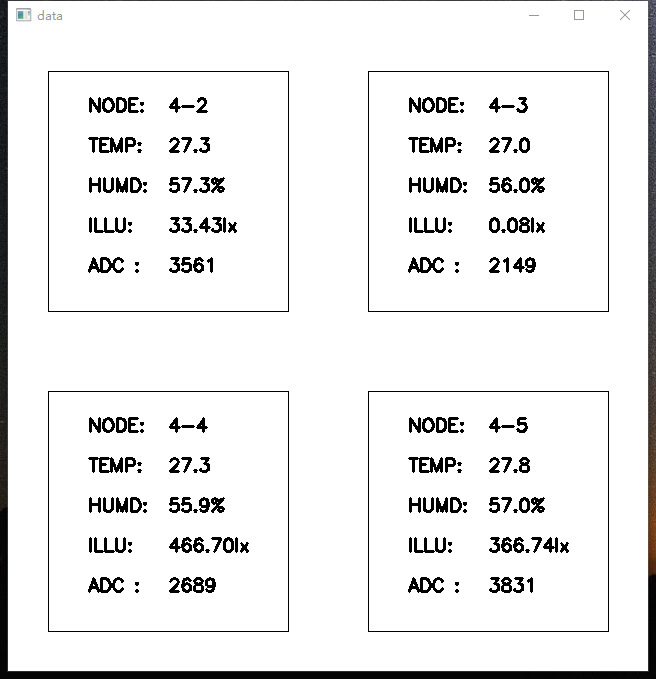 data
NODE: 4-2
TEMP: 27.3
HUMD: 57.3%
ILLU: 33.43lx
ADC : 3561
NODE: 4-3
TEMP: 27.0
HUMD: 56.0%
ILLU: 0.08lx
ADC : 2149
NODE: 4-4
TEMP: 27.3
HUMD: 55.9%
ILLU: 466.70lx
ADC : 2689
NODE: 4-5
TEMP: 27.8
HUMD: 57.0%
ILLU: 366.74lx
ADC : 3831